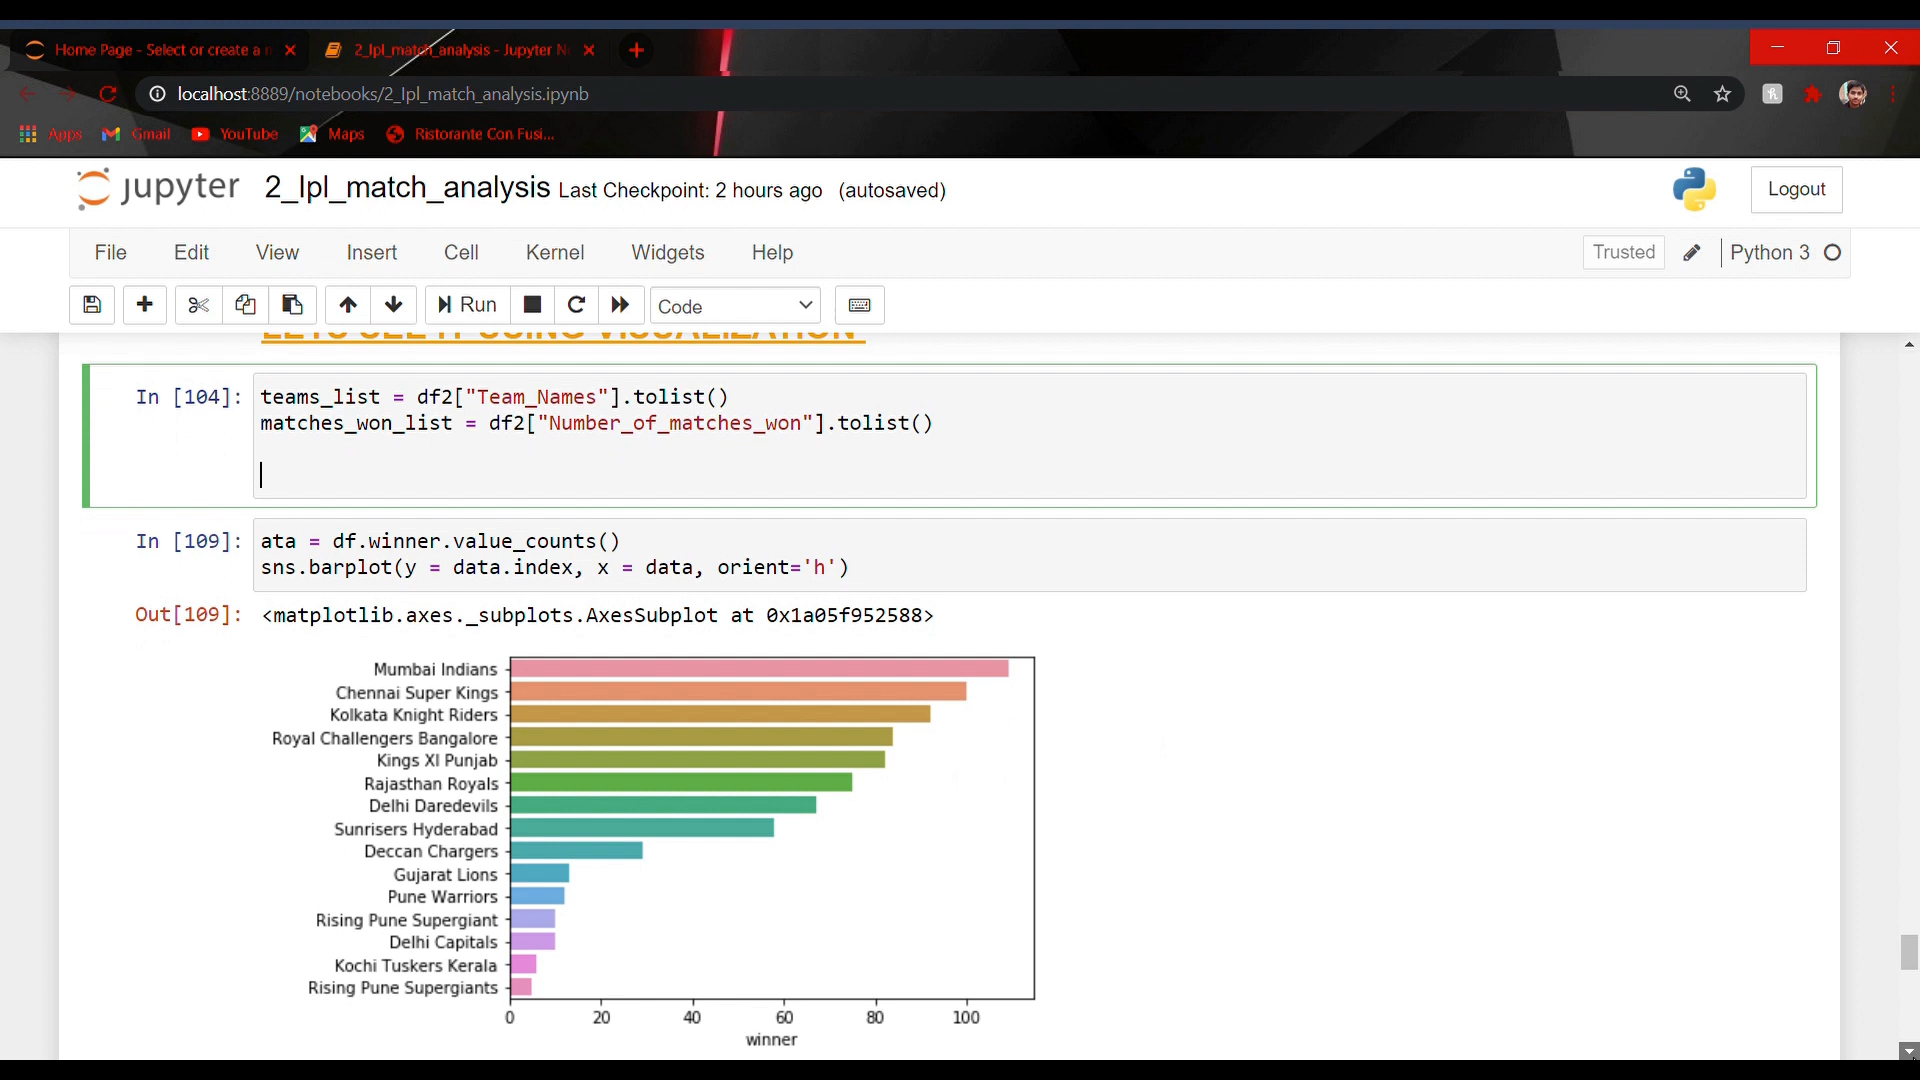 Home Page - Select or create a n
2_Ipl_match_analysis - Jupyter N
localhost:8889/notebooks/2_Ipl_match_analysis.ipynb
Apps Gmail YouTube Maps Ristorante Con Fusi...
jupyter 2_Ipl_match_analysis Last Checkpoint: 2 hours ago (autosaved)
Logout
File Edit View Insert Cell Kernel Widgets Help
Trusted Python 3
Run Code
LETS SEE IT USING VISUALIZATION
In [104]: teams_list = df2["Team_Names"].tolist()
matches_won_list = df2["Number_of_matches_won"].tolist()
In [109]: ata = df.winner.value_counts()
sns.barplot(y = data.index, x = data, orient='h')
Out[109]: <matplotlib.axes._subplots.AxesSubplot at 0x1a05f952588>
Mumbai Indians
Chennai Super Kings
Kolkata Knight Riders
Royal Challengers Bangalore
Kings XI Punjab
Rajasthan Royals
Delhi Daredevils
Sunrisers Hyderabad
Deccan Chargers
Gujarat Lions
Pune Warriors
Rising Pune Supergiant
Delhi Capitals
Kochi Tuskers Kerala
Rising Pune Supergiants
0 20 40 60 80 100
winner